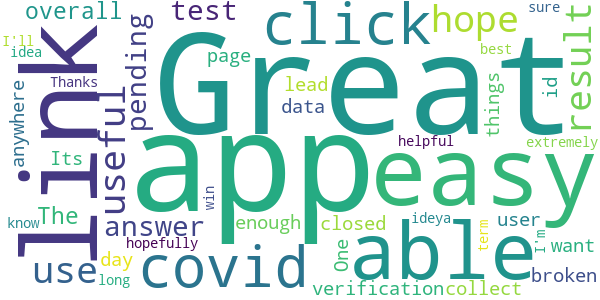 overall
test
click
hope
sure
result
I'll
idea
link
pending
page
Great
best
Thanks
lead
data
id
things
anywhere
useful
Its
app
easy
helpful
extremely
The
win
know
answer
enough
closed
ideya
user
term
I'm
want
hopefully
One
able
use
day
long
covid
broken
verification
collect